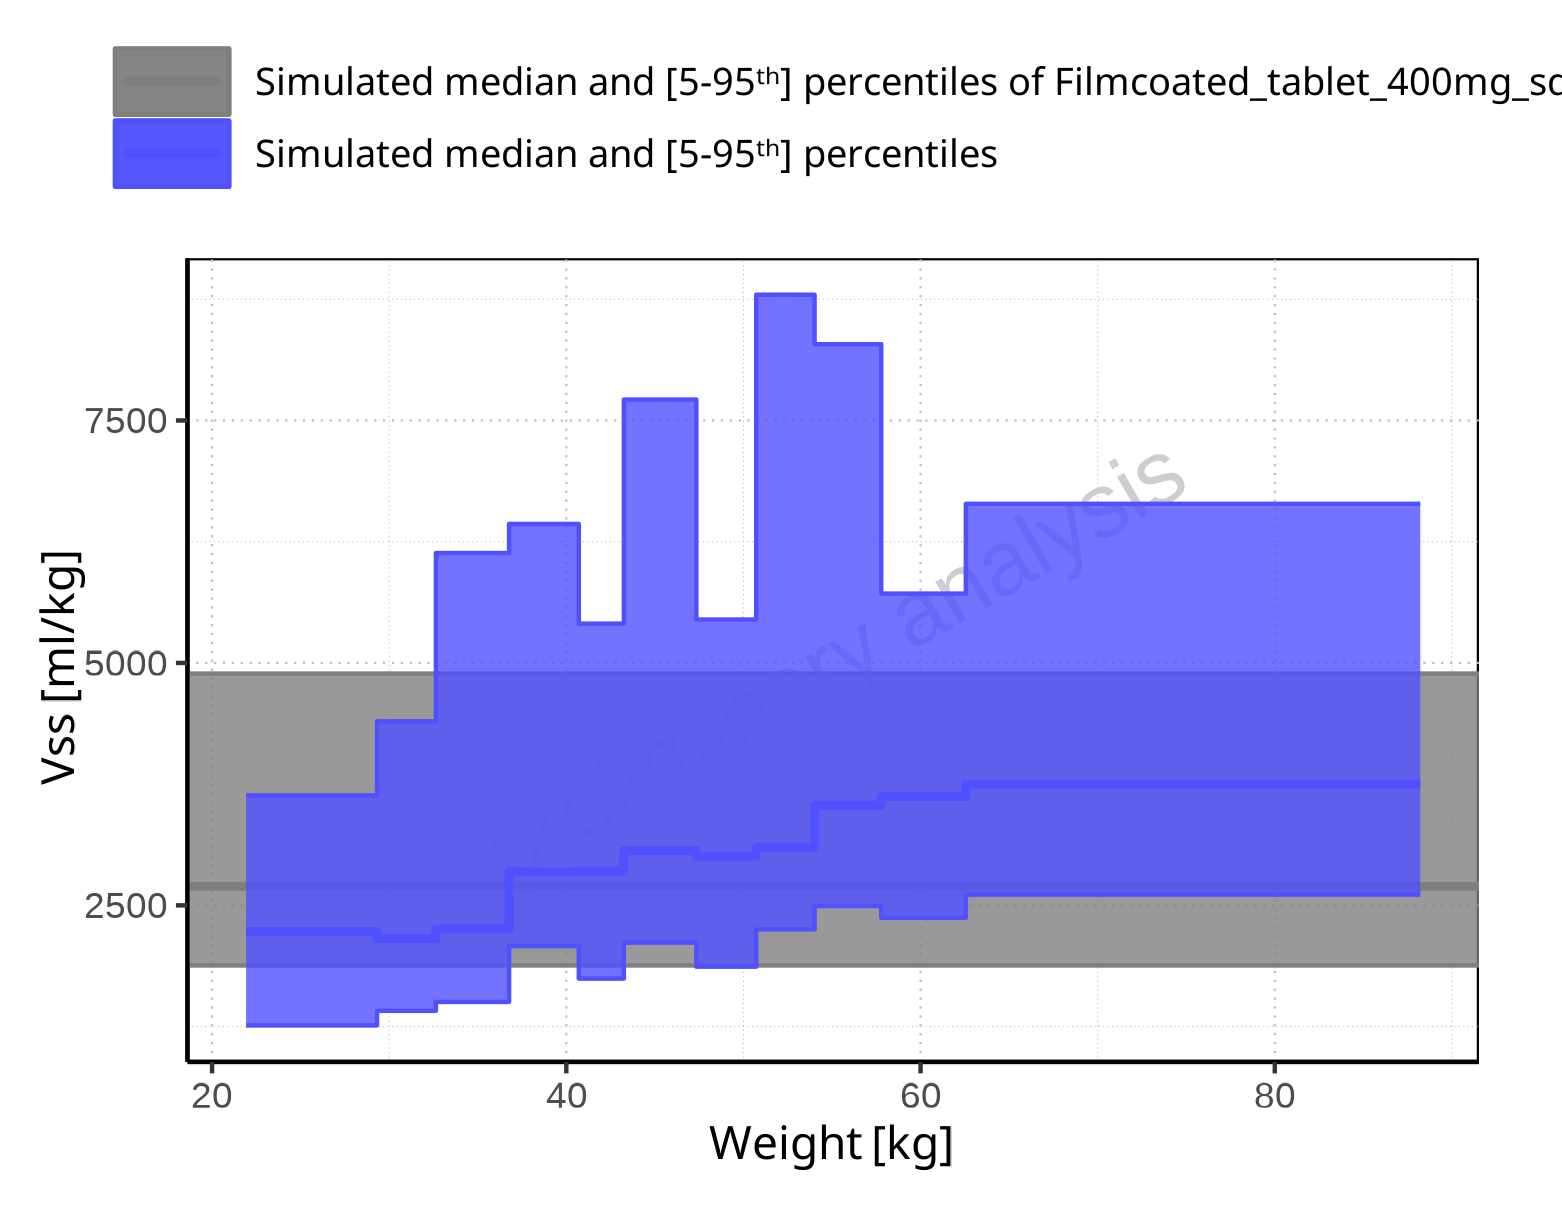 Simulated median and [5-95ᵗʰ] percentiles of Filmcoated_tablet_400mg_sd
Simulated median and [5-95ᵗʰ] percentiles
7500
5000
2500
Vss [ml/kg]
preliminary analysis
20 40 60 80
Weight [kg]